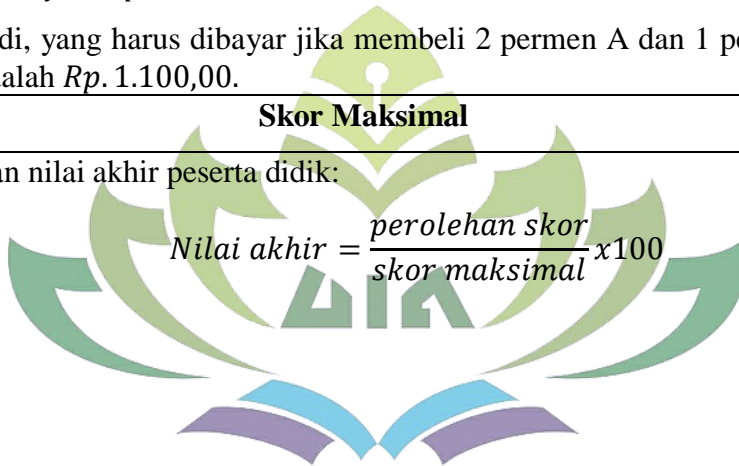 di, yang harus dibayar jika membeli 2 permen A dan 1 pe
alah Rp. 1.100,00.
Skor Maksimal
an nilai akhir peserta didik:
Nilai akhir = perolehan skor / skor maksimal x100
UIN